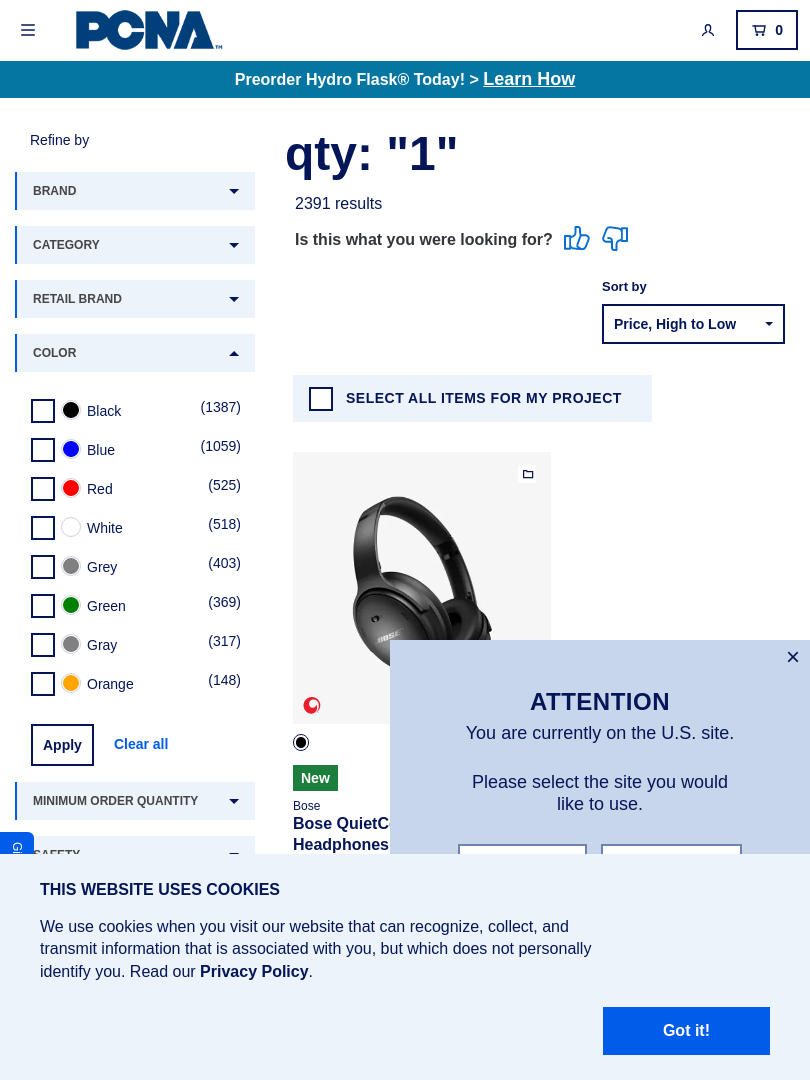 PCNA™
0
Preorder Hydro Flask® Today! > Learn How
Refine by
BRAND
CATEGORY
RETAIL BRAND
COLOR
Black (1387)
Blue (1059)
Red (525)
White (518)
Grey (403)
Green (369)
Gray (317)
Orange (148)
Apply Clear all
MINIMUM ORDER QUANTITY
SAFETY
qty: "1"
2391 results
Is this what you were looking for?
Sort by
Price, High to Low
SELECT ALL ITEMS FOR MY PROJECT
BOSE
New
Bose
Bose
Headphones
×
ATTENTION
You are currently on the U.S. site.
Please select the site you would
like to use.
THIS WEBSITE USES COOKIES
We use cookies when you visit our website that can recognize, collect, and
transmit information that is associated with you, but which does not personally
identify you. Read our Privacy Policy.
Got it!